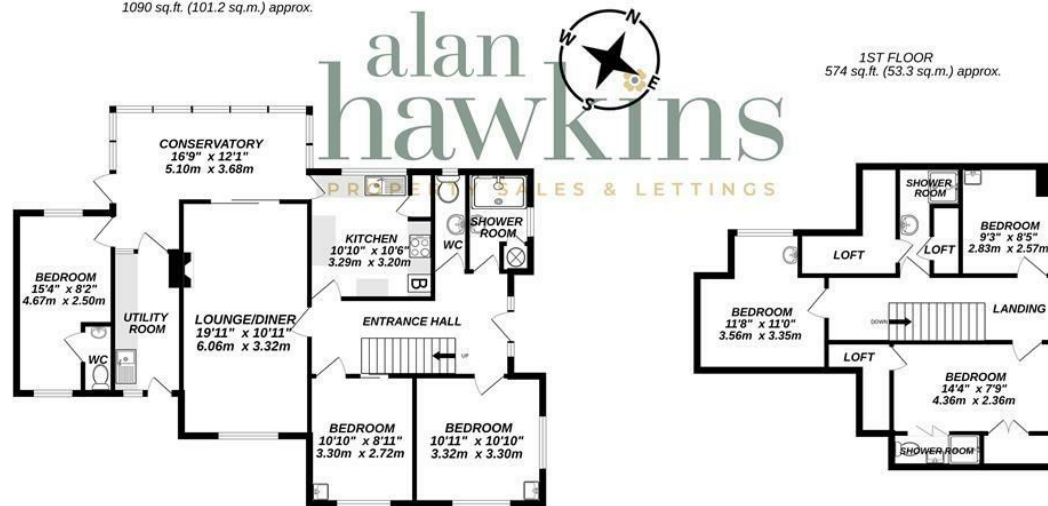 1090 sq.ft. (101.2 sq.m.) approx.
alan
hawkins
PROPERTY SALES & LETTINGS
N
W
E
S
1ST FLOOR
574 sq.ft. (53.3 sq.m.) approx.
CONSERVATORY
16'9" x 12'1"
5.10m x 3.68m
BEDROOM
15'4" x 8'2"
4.67m x 2.50m
WC
UTILITY
ROOM
LOUNGE/DINER
19'11" x 10'11"
6.06m x 3.32m
KITCHEN
10'10" x 10'6"
3.29m x 3.20m
B
WC
SHOWER
ROOM
ENTRANCE HALL
UP
BEDROOM
10'10" x 8'11"
3.30m x 2.72m
BEDROOM
10'11" x 10'10"
3.32m x 3.30m
SHOWER
ROOM
LOFT
LOFT
BEDROOM
9'3" x 8'5"
2.83m x 2.57m
BEDROOM
11'8" x 11'0"
3.56m x 3.35m
DOWN
LANDING
LOFT
BEDROOM
14'4" x 7'9"
4.36m x 2.36m
SHOWER ROOM